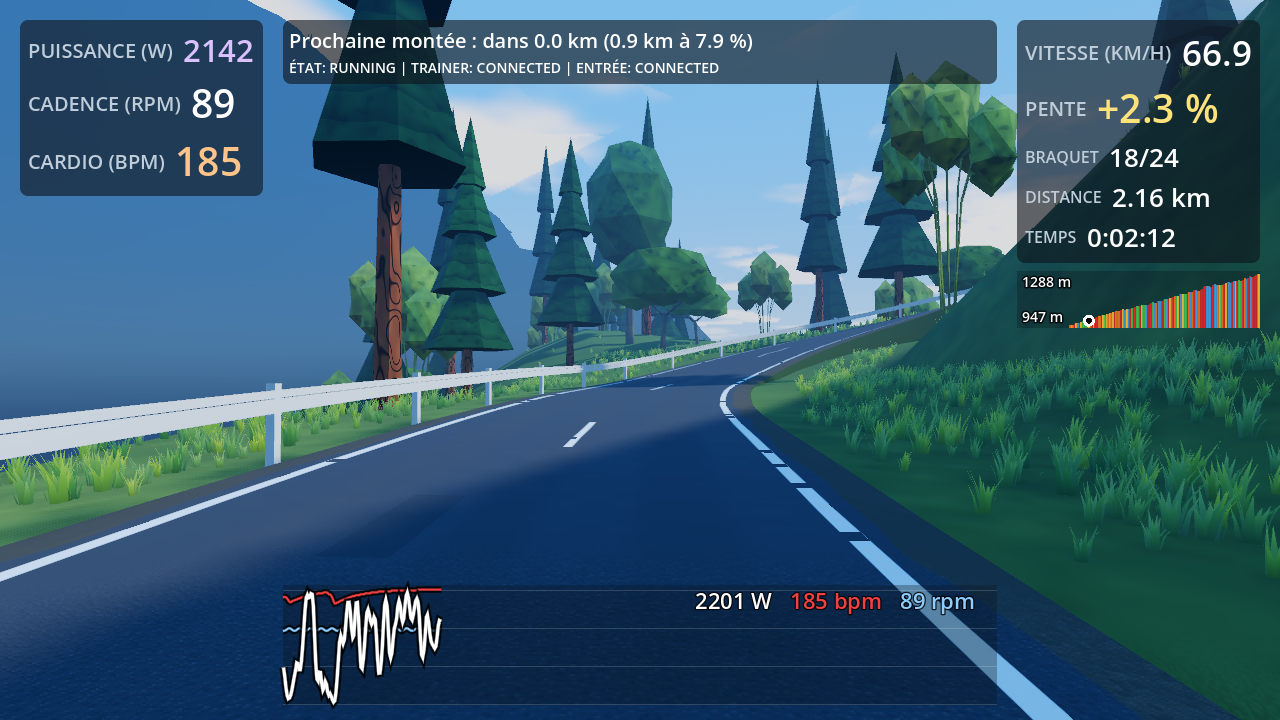 PUISSANCE (W) 2142
CADENCE (RPM) 89
CARDIO (BPM) 185
Prochaine montée : dans 0.0 km (0.9 km à 7.9 %)
ÉTAT: RUNNING | TRAINER: CONNECTED | ENTRÉE: CONNECTED
VITESSE (KM/H) 66.9
PENTE +2.3 %
BRAQUET 18/24
DISTANCE 2.16 km
TEMPS 0:02:12
1288 m
947 m
2201 W 185 bpm 89 rpm